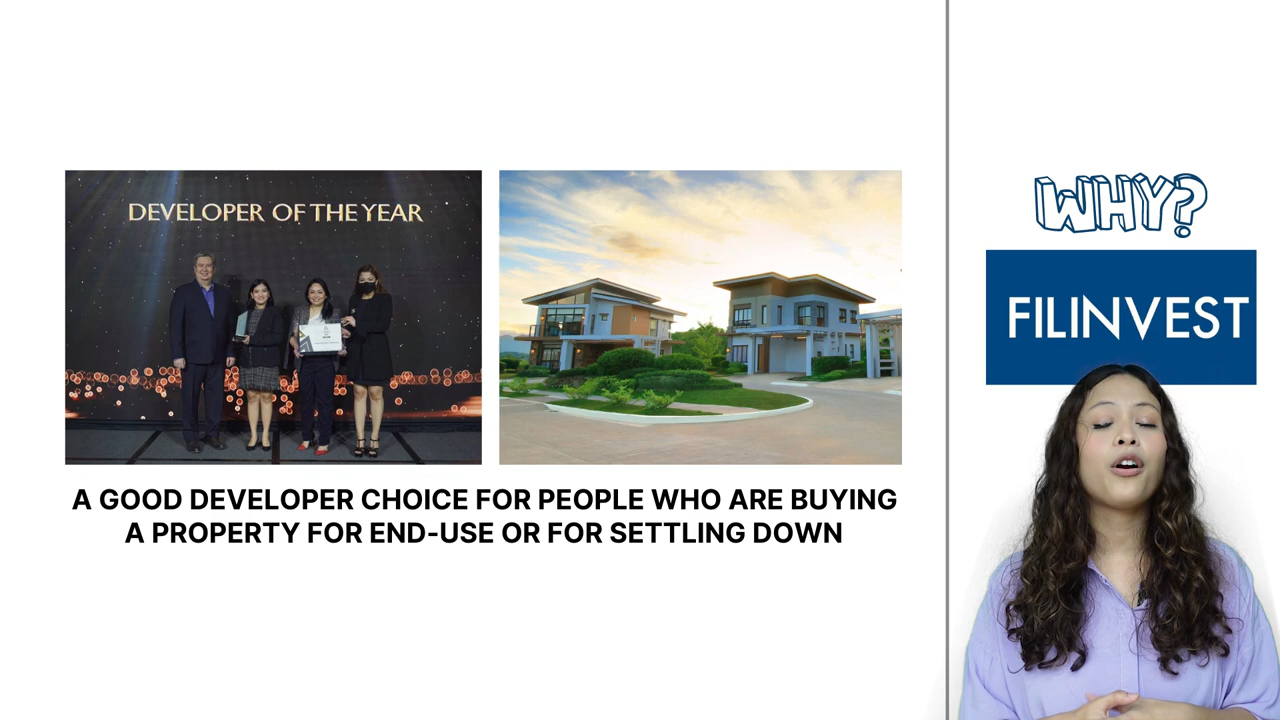 DEVELOPER OF THE YEAR
A GOOD DEVELOPER CHOICE FOR PEOPLE WHO ARE BUYING
A PROPERTY FOR END-USE OR FOR SETTLING DOWN
WHY?
FILINVEST